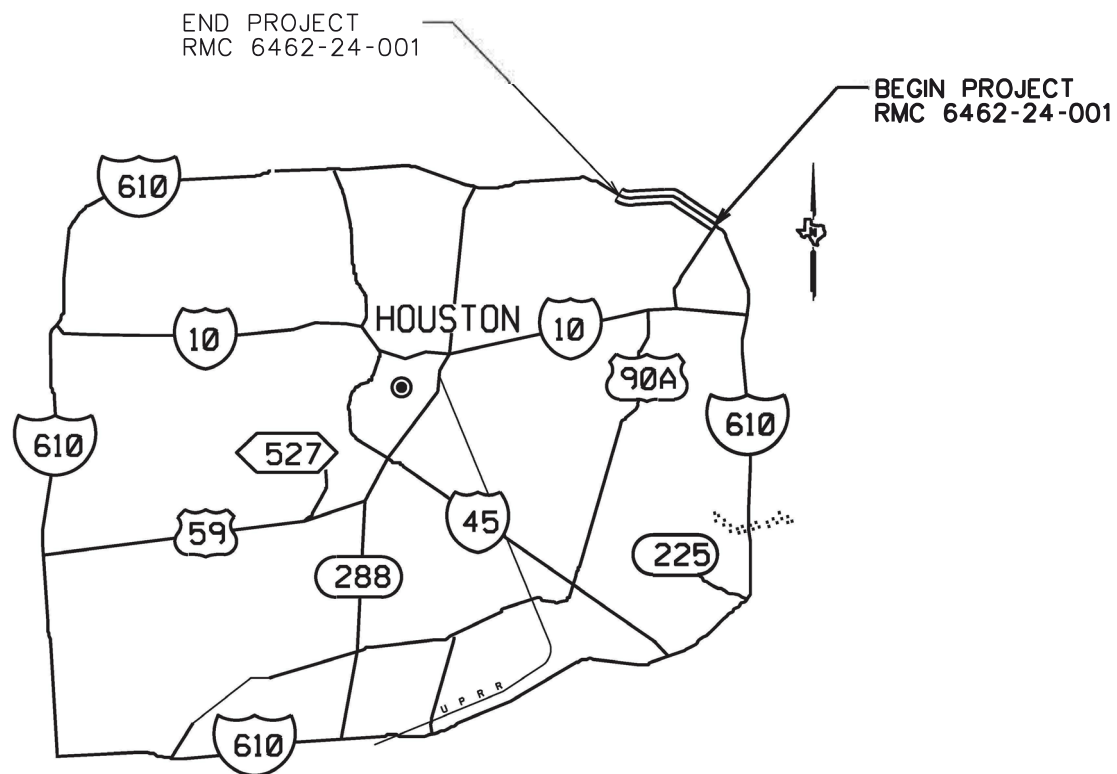 END PROJECT
RMC 6462-24-001
BEGIN PROJECT
RMC 6462-24-001
610
N
HOUSTON
10
10
90A
610
610
527
45
59
225
288
UPRR
610